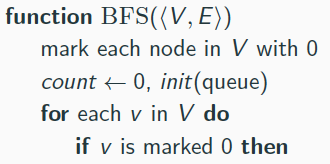 function BFS(⟨V, E⟩)
mark each node in V with 0
count ← 0, init(queue)
for each v in V do
if v is marked 0 then